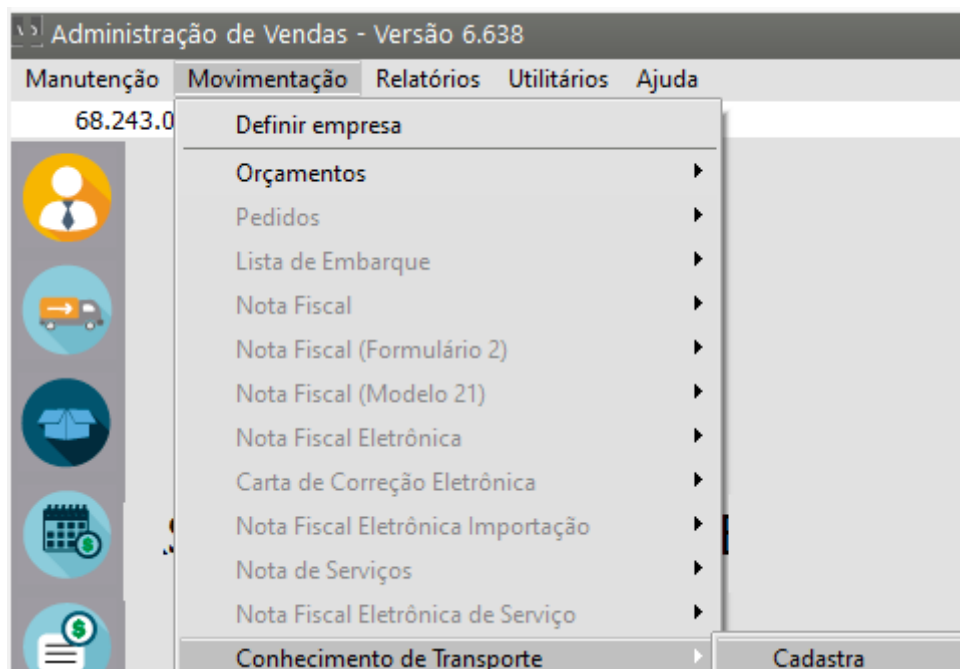 Administração de Vendas - Versão 6.638
Manutenção Movimentação Relatórios Utilitários Ajuda
68.243.0
Definir empresa
Orçamentos
Pedidos
Lista de Embarque
Nota Fiscal
Nota Fiscal (Formulário 2)
Nota Fiscal (Modelo 21)
Nota Fiscal Eletrônica
Carta de Correção Eletrônica
Nota Fiscal Eletrônica Importação
Nota de Serviços
Nota Fiscal Eletrônica de Serviço
Conhecimento de Transporte Cadastra